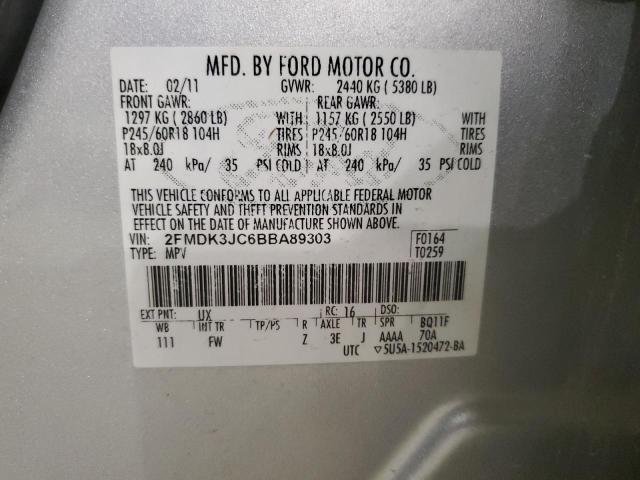 MFD. BY FORD MOTOR CO.
DATE: 02/11 GVWR: 2440 KG ( 5380 LB)
FRONT GAWR: REAR GAWR:
1297 KG ( 2860 LB) WITH 1157 KG ( 2550 LB) WITH
P245/60R18 104H TIRES P245/60R18 104H TIRES
18x8.0J RIMS 18x8.0J RIMS
AT 240 kPa/ 35 PSI COLD AT 240 kPa/ 35 PSI COLD
THIS VEHICLE CONFORMS TO ALL APPLICABLE FEDERAL MOTOR
VEHICLE SAFETY AND THEFT PREVENTION STANDARDS IN
EFFECT ON THE DATE OF MANUFACTURE SHOWN ABOVE.
VIN: 2FMDK3JC6BBA89303 F0164
TYPE: MPV T0259
EXT PNT: UX RC: 16 DSO:
WB INT TR TP/PS R AXLE TR SPR BQ11F
111 FW Z 3E J AAAA 70A
UTC ▽5U5A-1520472-BA